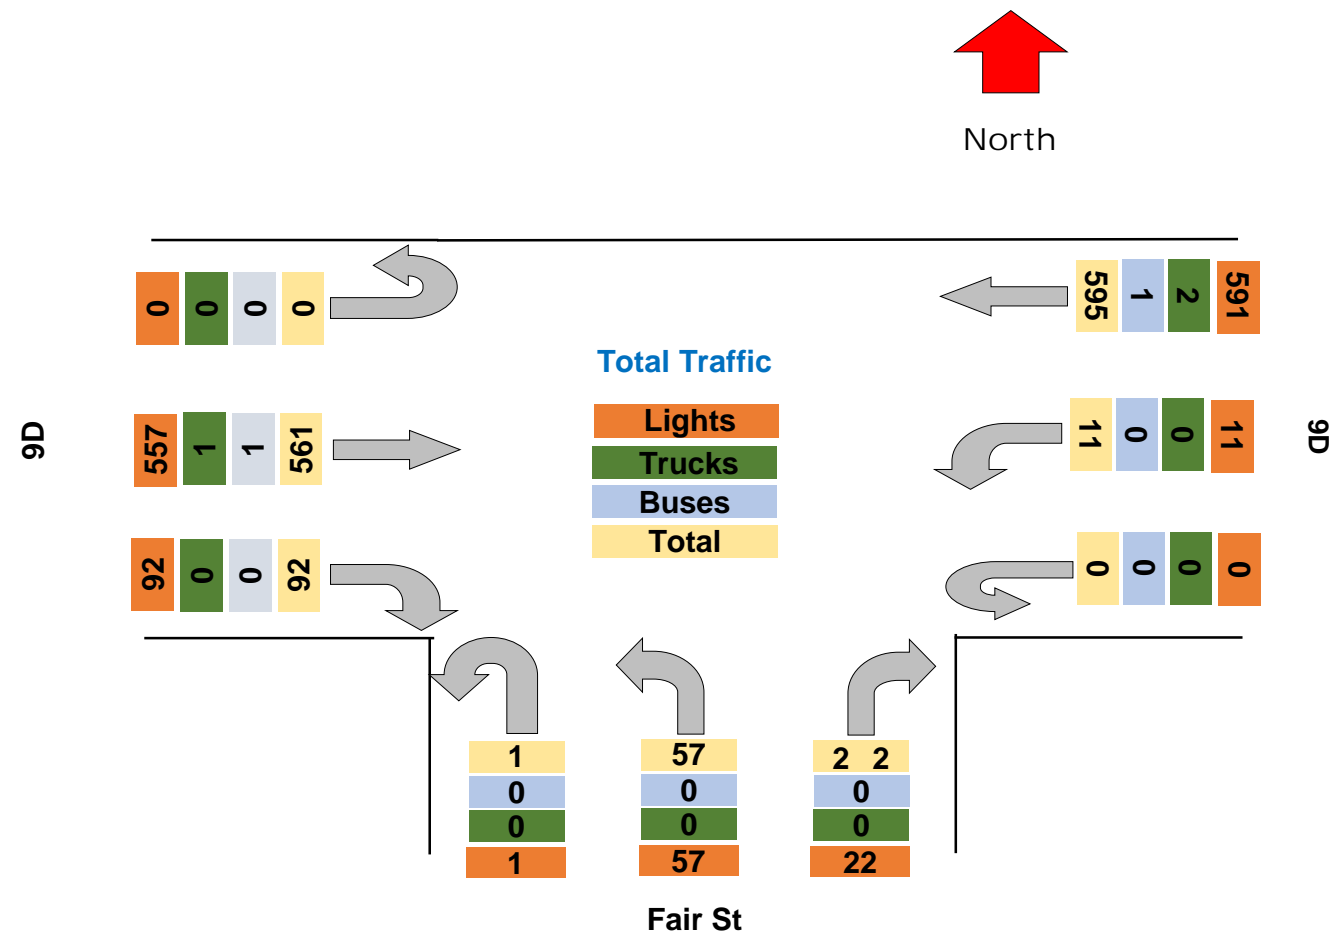 North
0 0 0 0
595 1 2 591
Total Traffic
Lights
Trucks
Buses
Total
9D
557 1 1 561
11 0 0 11
9D
92 0 0 92
0 0 0 0
1 57 2 2
0 0 0
0 0 0
1 57 22
Fair St